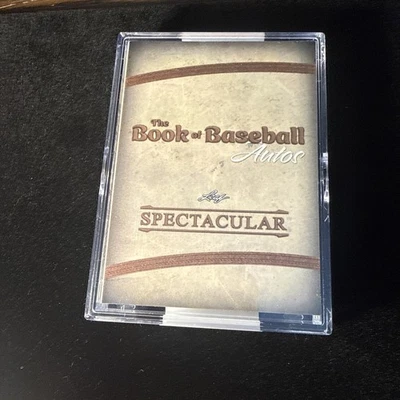 The
Book of Baseball
Autos
Leaf
SPECTACULAR